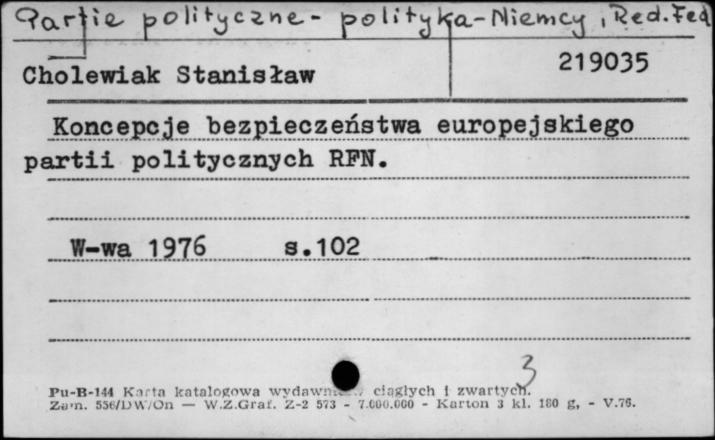 Partie polityczne - polityka - Niemcy, Red. Fed
Cholewiak Stanisław
219035
Koncepcje bezpieczeństwa europejskiego
partii politycznych RFN.
W-wa 1976 s.102
3
Pu-B-144 Karta katalogowa ciągłych i zwartych.
Zam. 556/DW/On — W.Z.Graf. Z-2 573 - 7.000.000 - Karton 3 kl. 180 g, - V.76.